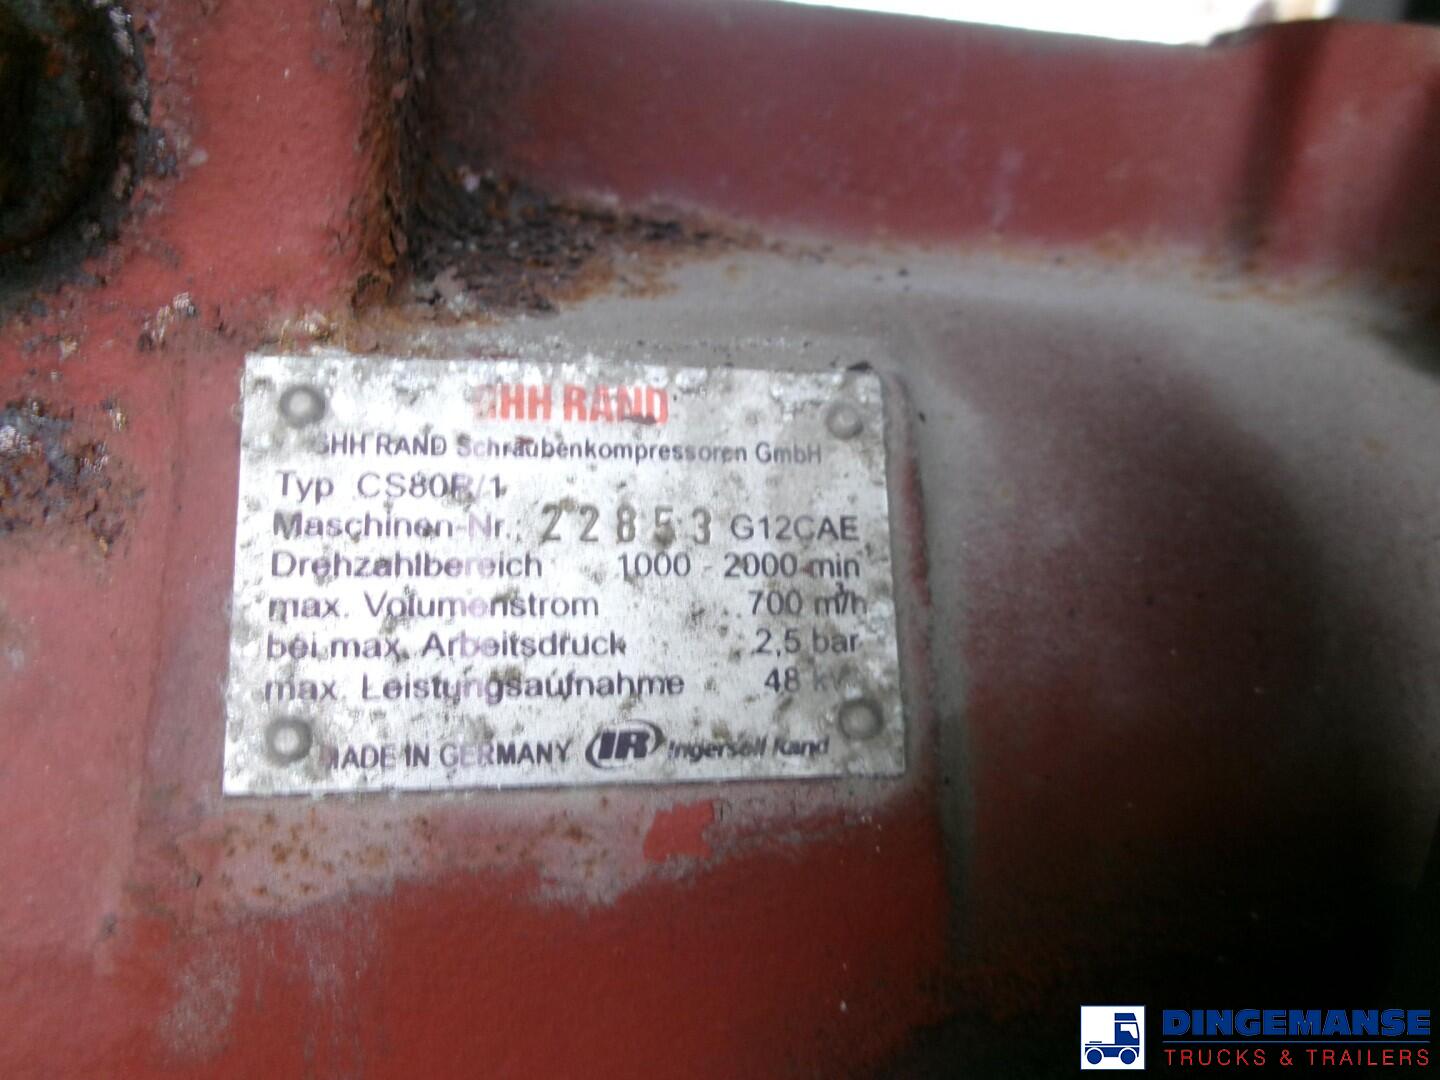 GHH RAND
GHH RAND Schraubenkompressoren GmbH
Typ CS80R/1
Maschinen-Nr.: 22853 G12CAE
Drehzahlbereich 1000 - 2000 min
max. Volumenstrom 700 m³/h
bei max. Arbeitsdruck 2,5 bar
max. Leistungsaufnahme 48 kW
MADE IN GERMANY IR Ingersoll Rand
DINGEMANSE
TRUCKS & TRAILERS